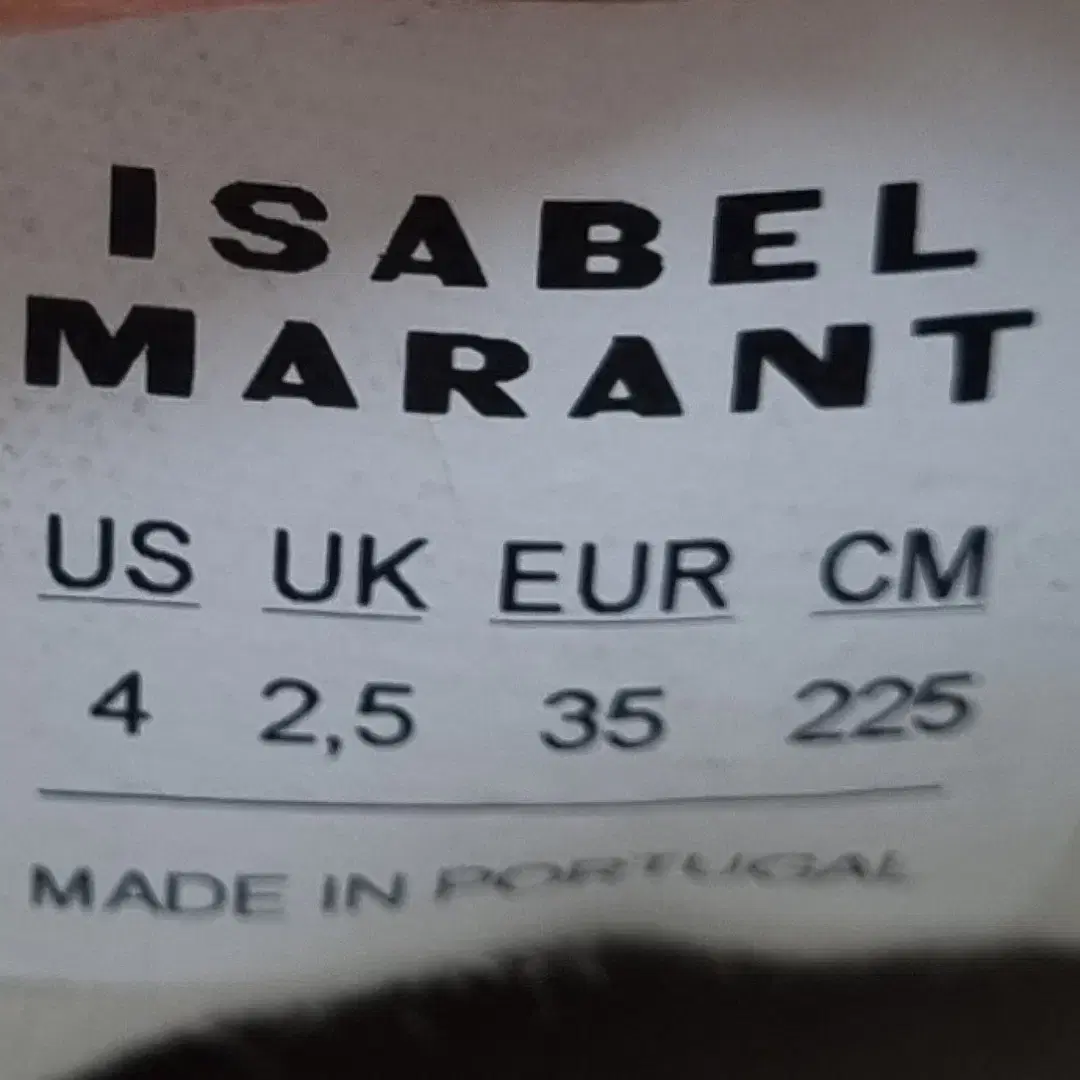 ISABEL
MARANT
US UK EUR CM
4 2,5 35 225
MADE IN PORTUGAL